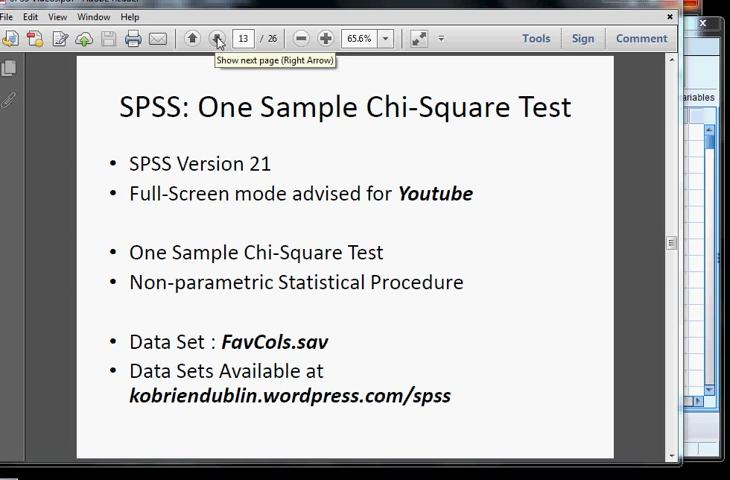 File Edit View Window Help
13 / 26
65.6%
Tools Sign Comment
Show next page (Right Arrow)
SPSS: One Sample Chi-Square Test
• SPSS Version 21
• Full-Screen mode advised for Youtube
• One Sample Chi-Square Test
• Non-parametric Statistical Procedure
• Data Set : FavCols.sav
• Data Sets Available at
kobriendublin.wordpress.com/spss